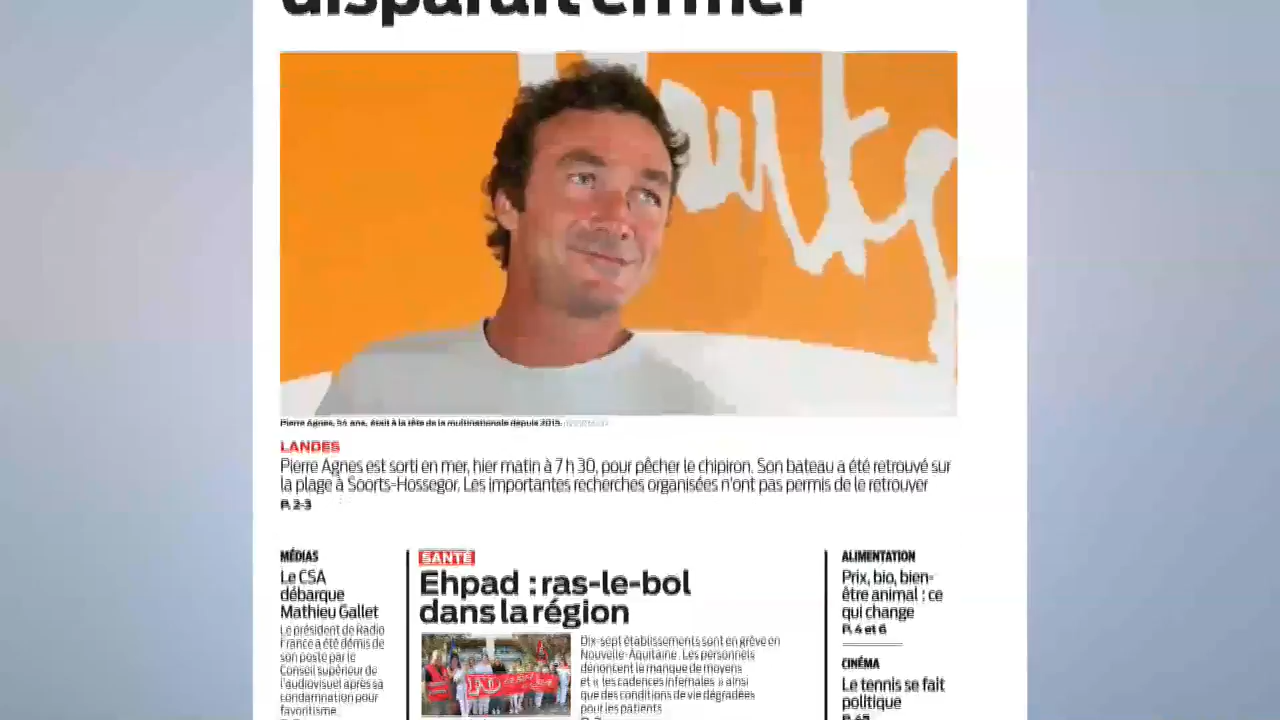 disparaît en mer
Pierre Agnès, 54 ans, était à la tête de la multinationale depuis 2015.
LANDES
Pierre Agnès est sorti en mer, hier matin à 7 h 30, pour pêcher le chipiron. Son bateau a été retrouvé sur
la plage à Soorts-Hossegor. Les importantes recherches organisées n'ont pas permis de le retrouver
P. 2-3
MÉDIAS
Le CSA
débarque
Mathieu Gallet
Le président de Radio
France a été démis de
son poste par le
Conseil supérieur de
l'audiovisuel après sa
condamnation pour
favoritisme.
SANTÉ
Ehpad : ras-le-bol
dans la région
Dix-sept établissements sont en grève en
Nouvelle-Aquitaine. Les personnels
dénoncent le manque de moyens
et « les cadences infernales » ainsi
que des conditions de vie dégradées
pour les patients
ALIMENTATION
Prix, bio, bien-
être animal : ce
qui change
P. 4 et 6
CINÉMA
Le tennis se fait
politique